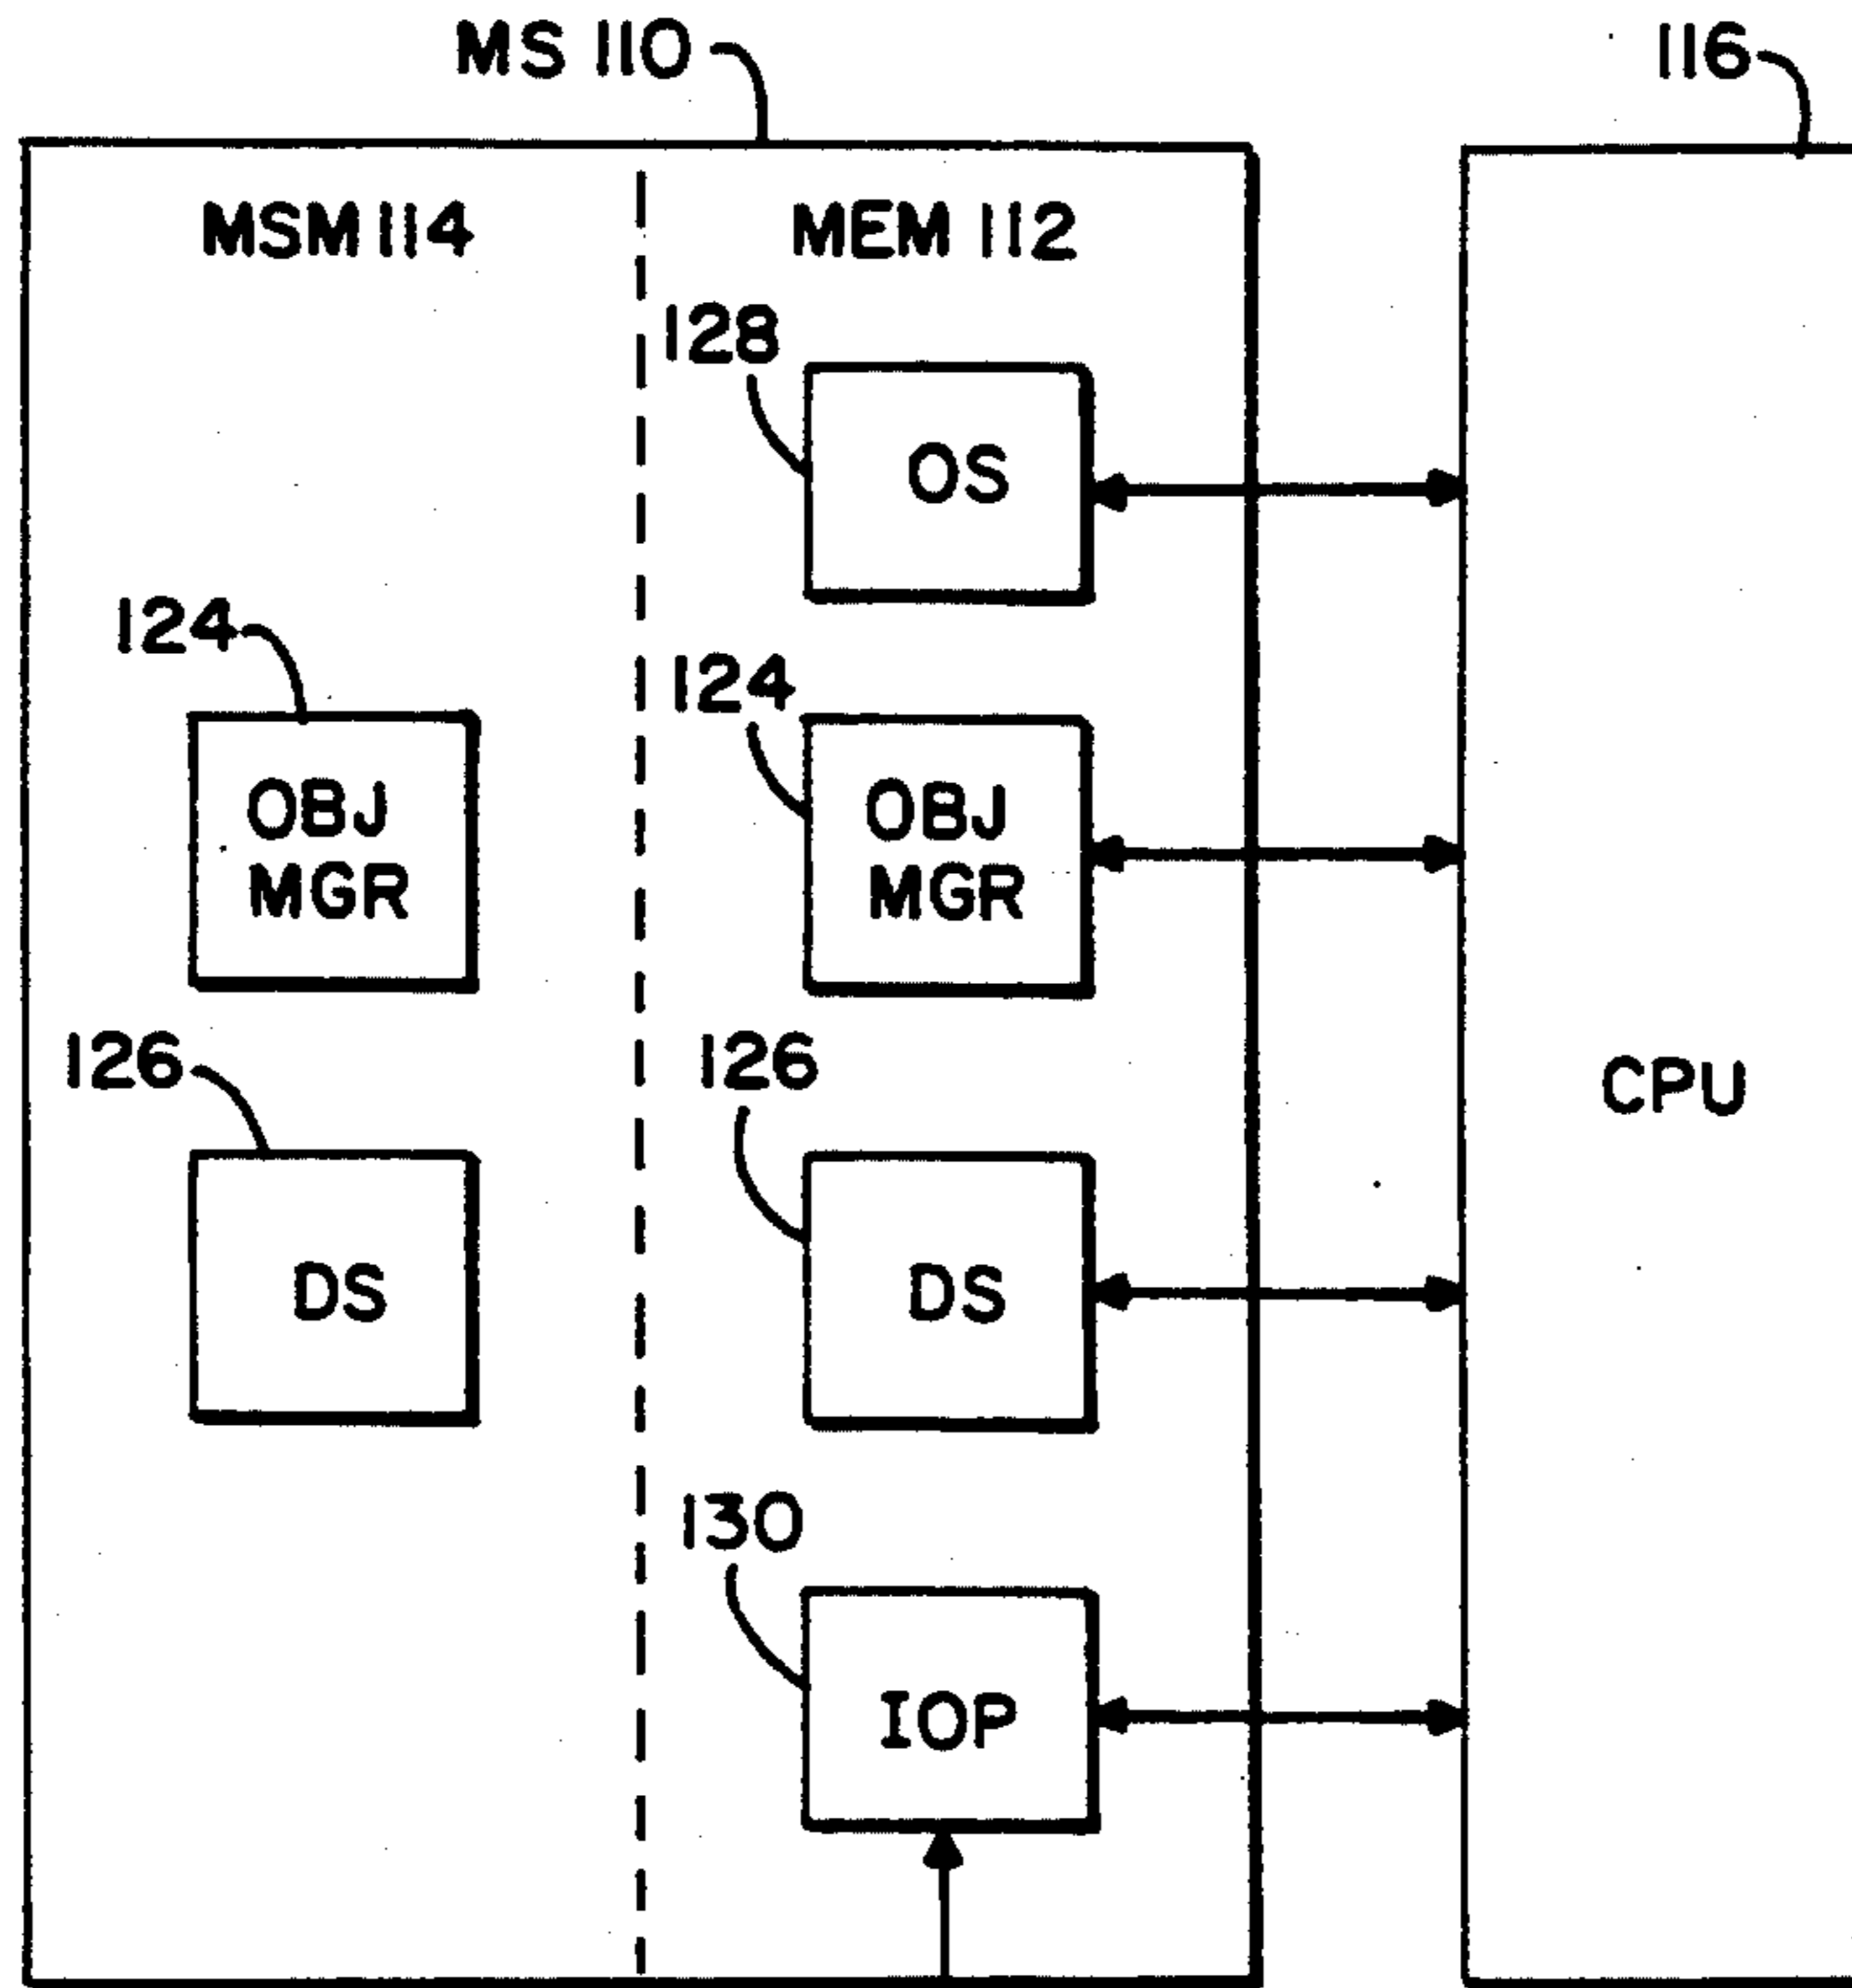 MS 110
116
MSM 114
MEM 112
128
OS
124
124
OBJ
MGR
OBJ
MGR
126
126
CPU
DS
DS
130
IOP